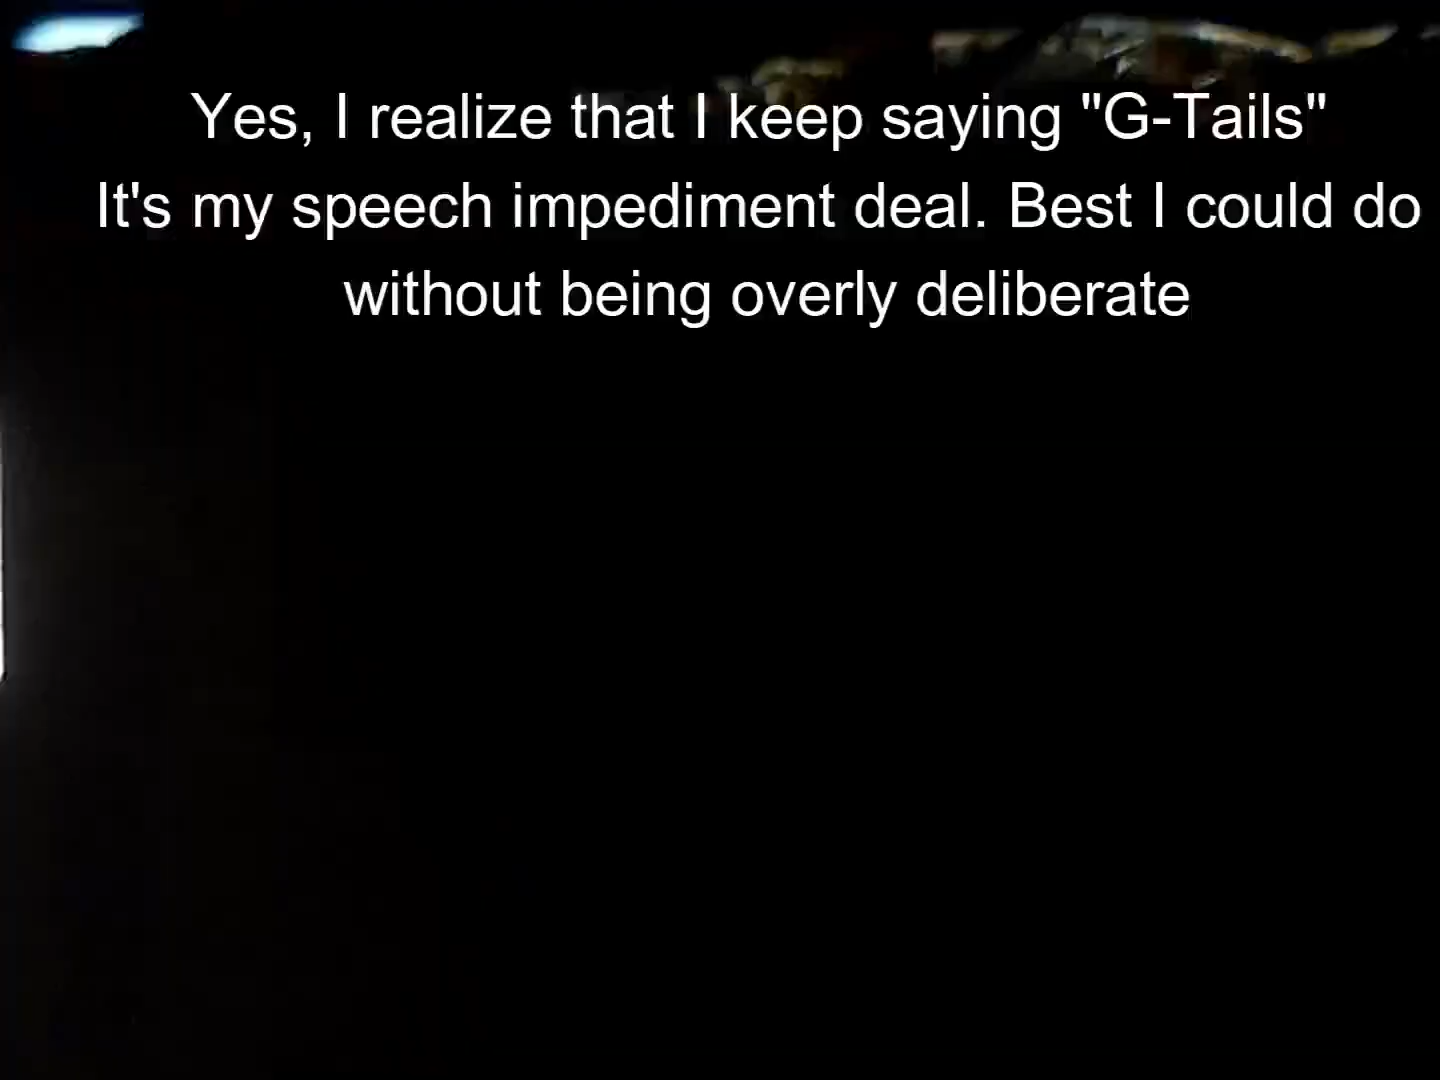 Yes, I realize that I keep saying "G-Tails"
It's my speech impediment deal. Best I could do
without being overly deliberate